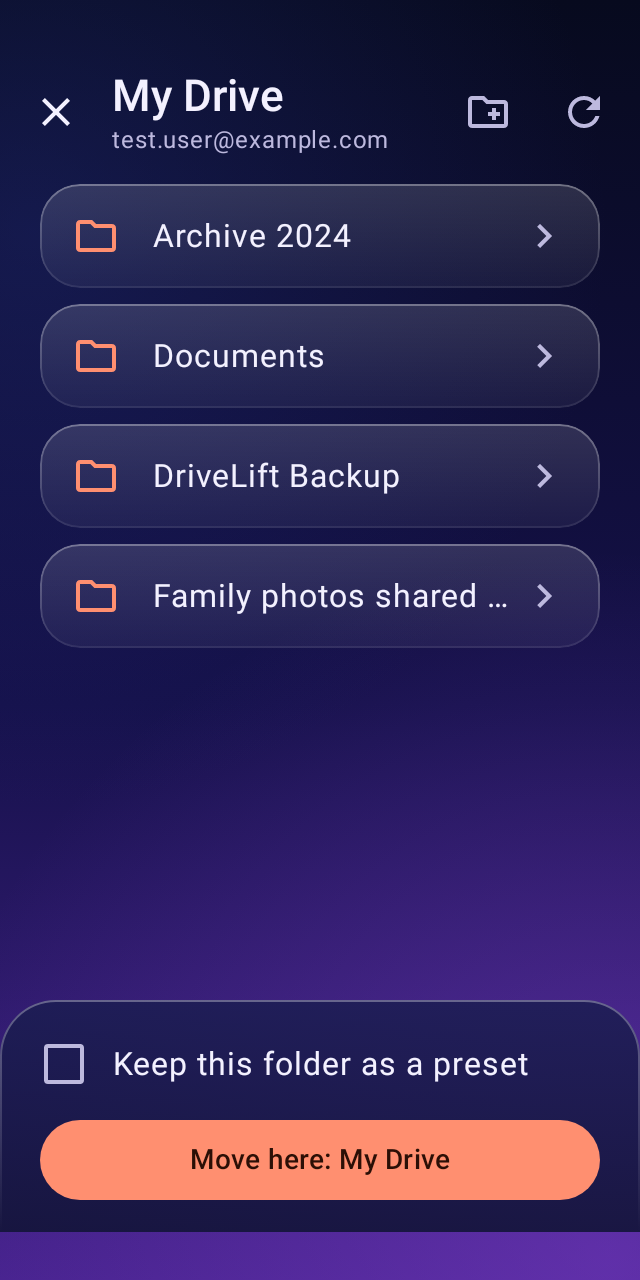 My Drive
test.user@example.com
Archive 2024
Documents
DriveLift Backup
Family photos shared …
Keep this folder as a preset
Move here: My Drive